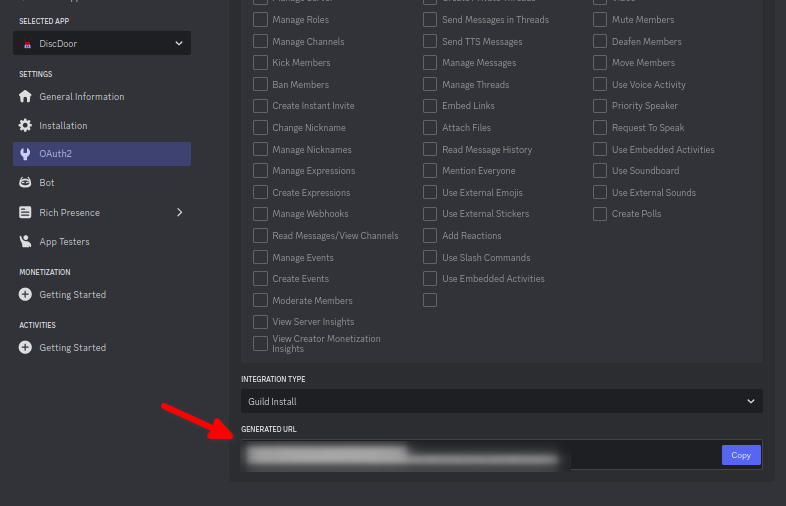 SELECTED APP
DiscDoor
SETTINGS
General Information
Installation
OAuth2
Bot
Rich Presence
App Testers
MONETIZATION
Getting Started
ACTIVITIES
Getting Started
Manage Roles
Manage Channels
Kick Members
Ban Members
Create Instant Invite
Change Nickname
Manage Nicknames
Manage Expressions
Create Expressions
Manage Webhooks
Read Messages/View Channels
Manage Events
Create Events
Moderate Members
View Server Insights
View Creator Monetization
Insights
Send Messages in Threads
Send TTS Messages
Manage Messages
Manage Threads
Embed Links
Attach Files
Read Message History
Mention Everyone
Use External Emojis
Use External Stickers
Add Reactions
Use Slash Commands
Use Embedded Activities
Mute Members
Deafen Members
Move Members
Use Voice Activity
Priority Speaker
Request To Speak
Use Embedded Activities
Use Soundboard
Use External Sounds
Create Polls
INTEGRATION TYPE
Guild Install
GENERATED URL
Copy